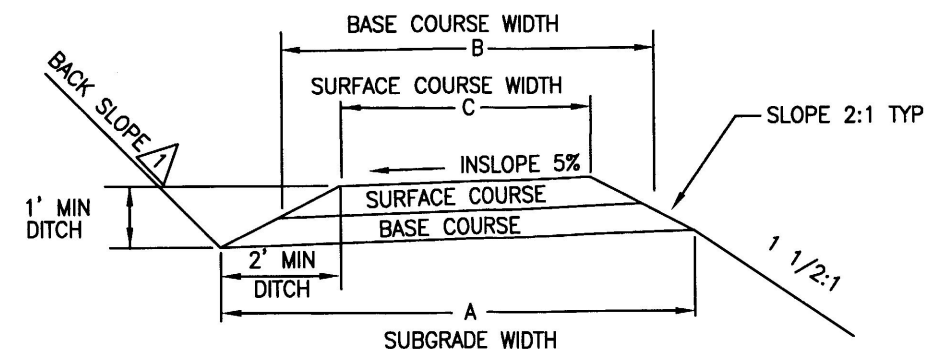 BASE COURSE WIDTH
B
SURFACE COURSE WIDTH
C
BACK SLOPE 1
SLOPE 2:1 TYP
INSLOPE 5%
SURFACE COURSE
1' MIN
DITCH
BASE COURSE
2' MIN
DITCH
1 1/2:1
A
SUBGRADE WIDTH